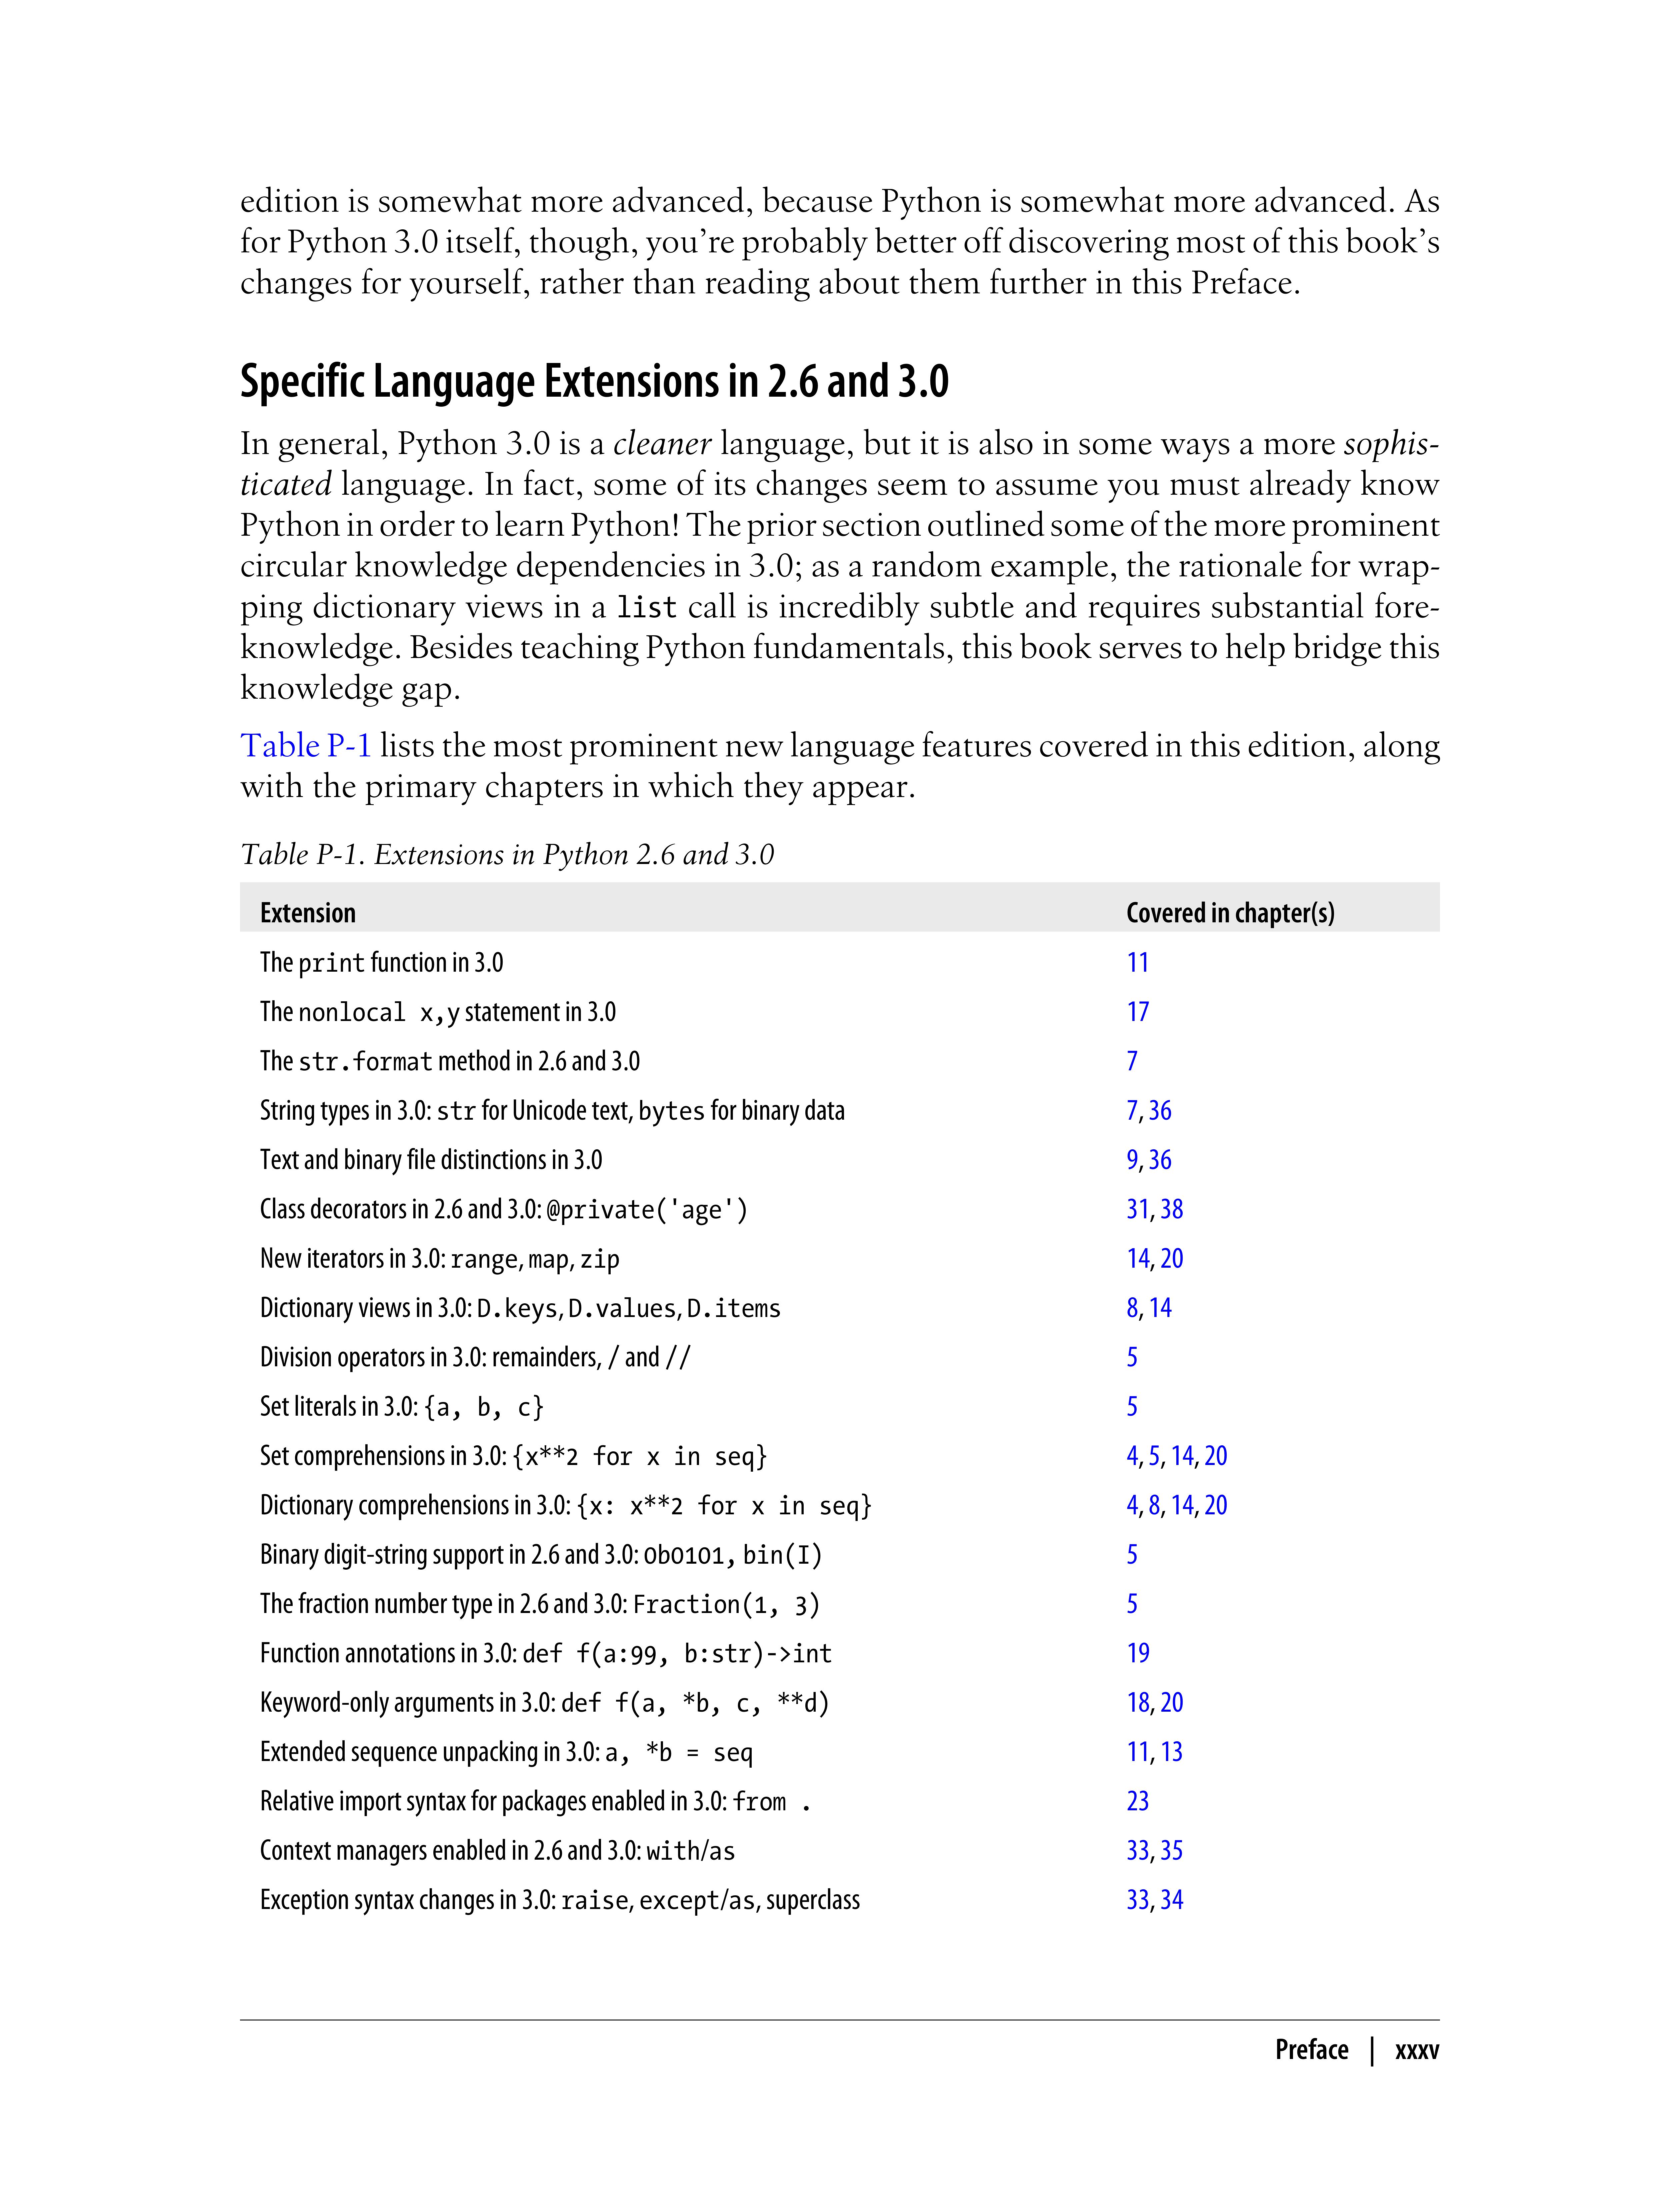 edition is somewhat more advanced, because Python is somewhat more advanced. As
for Python 3.0 itself, though, you’re probably better off discovering most of this book’s
changes for yourself, rather than reading about them further in this Preface.
Specific Language Extensions in 2.6 and 3.0
In general, Python 3.0 is a cleaner language, but it is also in some ways a more sophis-
ticated language. In fact, some of its changes seem to assume you must already know
Python in order to learn Python! The prior section outlined some of the more prominent
circular knowledge dependencies in 3.0; as a random example, the rationale for wrap-
ping dictionary views in a list call is incredibly subtle and requires substantial fore-
knowledge. Besides teaching Python fundamentals, this book serves to help bridge this
knowledge gap.
Table P-1 lists the most prominent new language features covered in this edition, along
with the primary chapters in which they appear.
Table P-1. Extensions in Python 2.6 and 3.0
Extension Covered in chapter(s)
The print function in 3.0 11
The nonlocal x,y statement in 3.0 17
The str.format method in 2.6 and 3.0 7
String types in 3.0: str for Unicode text, bytes for binary data 7, 36
Text and binary file distinctions in 3.0 9, 36
Class decorators in 2.6 and 3.0: @private('age') 31, 38
New iterators in 3.0: range, map, zip 14, 20
Dictionary views in 3.0: D.keys, D.values, D.items 8, 14
Division operators in 3.0: remainders, / and // 5
Set literals in 3.0: {a, b, c} 5
Set comprehensions in 3.0: {x**2 for x in seq} 4, 5, 14, 20
Dictionary comprehensions in 3.0: {x: x**2 for x in seq} 4, 8, 14, 20
Binary digit-string support in 2.6 and 3.0: 0b0101, bin(I) 5
The fraction number type in 2.6 and 3.0: Fraction(1, 3) 5
Function annotations in 3.0: def f(a:99, b:str)->int 19
Keyword-only arguments in 3.0: def f(a, *b, c, **d) 18, 20
Extended sequence unpacking in 3.0: a, *b = seq 11, 13
Relative import syntax for packages enabled in 3.0: from . 23
Context managers enabled in 2.6 and 3.0: with/as 33, 35
Exception syntax changes in 3.0: raise, except/as, superclass 33, 34
Preface | xxxv